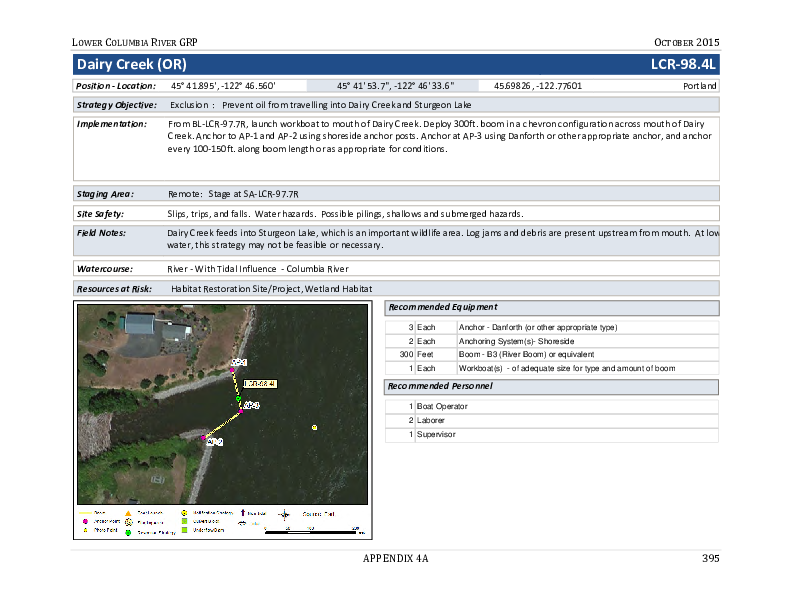 LOWER COLUMBIA RIVER GRP OCTOBER 2015
Dairy Creek (OR) LCR-98.4L
Position - Location: 45° 41.895', -122° 46.560' 45° 41' 53.7", -122° 46' 33.6" 45.69826, -122.77601 Portland
Strategy Objective: Exclusion : Prevent oil from travelling into Dairy Creek and Sturgeon Lake
Implementation: From BL-LCR-97.7R, launch workboat to mouth of Dairy Creek. Deploy 300ft. boom in a chevron configuration across mouth of Dairy
Creek. Anchor to AP-1 and AP-2 using shoreside anchor posts. Anchor at AP-3 using Danforth or other appropriate anchor, and anchor
every 100-150ft. along boom length or as appropriate for conditions.
Staging Area: Remote: Stage at SA-LCR-97.7R
Site Safety: Slips, trips, and falls. Water hazards. Possible pilings, shallows and submerged hazards.
Field Notes: Dairy Creek feeds into Sturgeon Lake, which is an important wildlife area. Log jams and debris are present upstream from mouth. At low
water, this strategy may not be feasible or necessary.
Watercourse: River - With Tidal Influence - Columbia River
Resources at Risk: Habitat Restoration Site/Project, Wetland Habitat
LCR-98.4L
AP-3
AP-2
Recommended Equipment
3 Each Anchor - Danforth (or other appropriate type)
2 Each Anchoring System(s)- Shoreside
300 Feet Boom - B3 (River Boom) or equivalent
1 Each Workboat(s) - of adequate size for type and amount of boom
Recommended Personnel
1 Boat Operator
2 Laborer
1 Supervisor
APPENDIX 4A 395